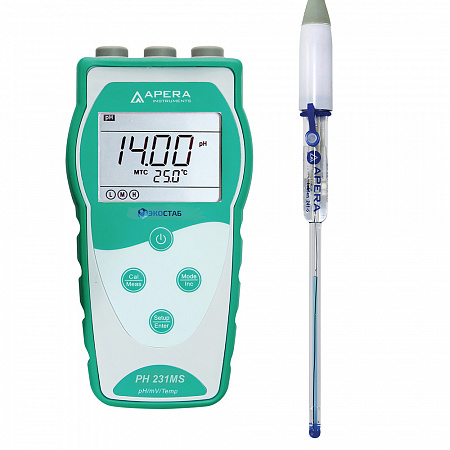 APERA
INSTRUMENTS
pH
14.00 pH
MTC 25.0 °C
L M H
ЭКОСТАБ
Cal
Meas
Mode
Inc
Setup
Enter
PH 231MS
pH/mV/Temp
APERA